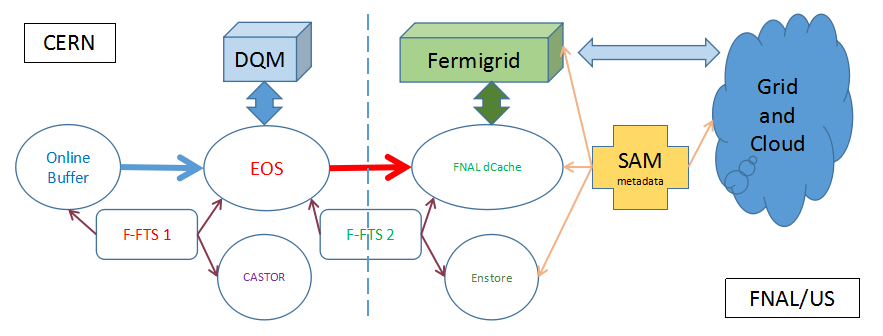 CERN
DQM
Fermigrid
Grid
and
Cloud
Online
Buffer
EOS
FNAL dCache
SAM
metadata
F-FTS 1
F-FTS 2
CASTOR
Enstore
FNAL/US